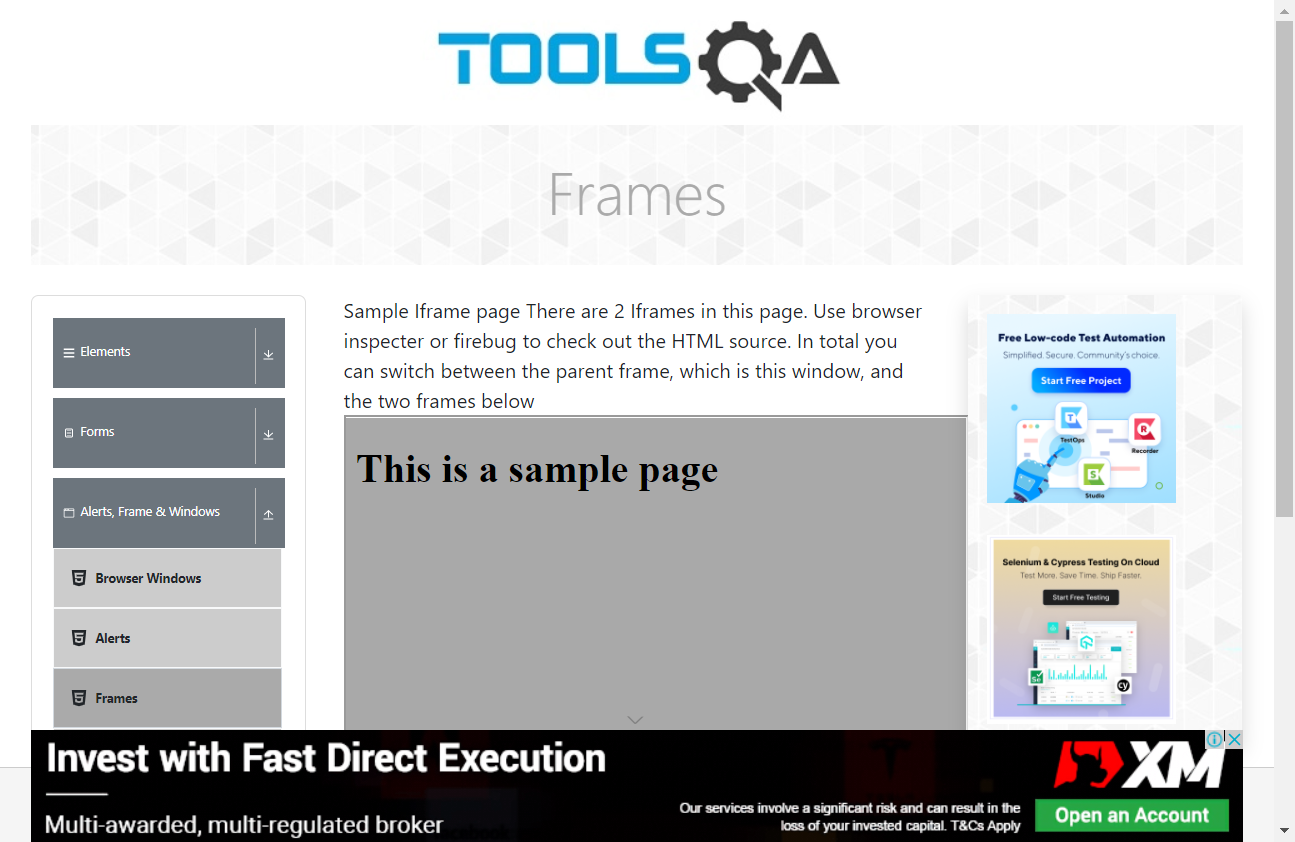 TOOLSQA
Frames
Elements
Forms
Alerts, Frame & Windows
Browser Windows
Alerts
Frames
Sample Iframe page There are 2 Iframes in this page. Use browser
inspecter or firebug to check out the HTML source. In total you
can switch between the parent frame, which is this window, and
the two frames below
This is a sample page
Free Low-code Test Automation
Simplified. Secure. Community's choice.
Start Free Project
TestOps
Recorder
Studio
Selenium & Cypress Testing On Cloud
Test More. Save Time. Ship Faster.
Start Free Testing
Se
cy
Invest with Fast Direct Execution
Multi-awarded, multi-regulated broker
Our services involve a significant risk and can result in the
loss of your invested capital. T&Cs Apply
XM
Open an Account